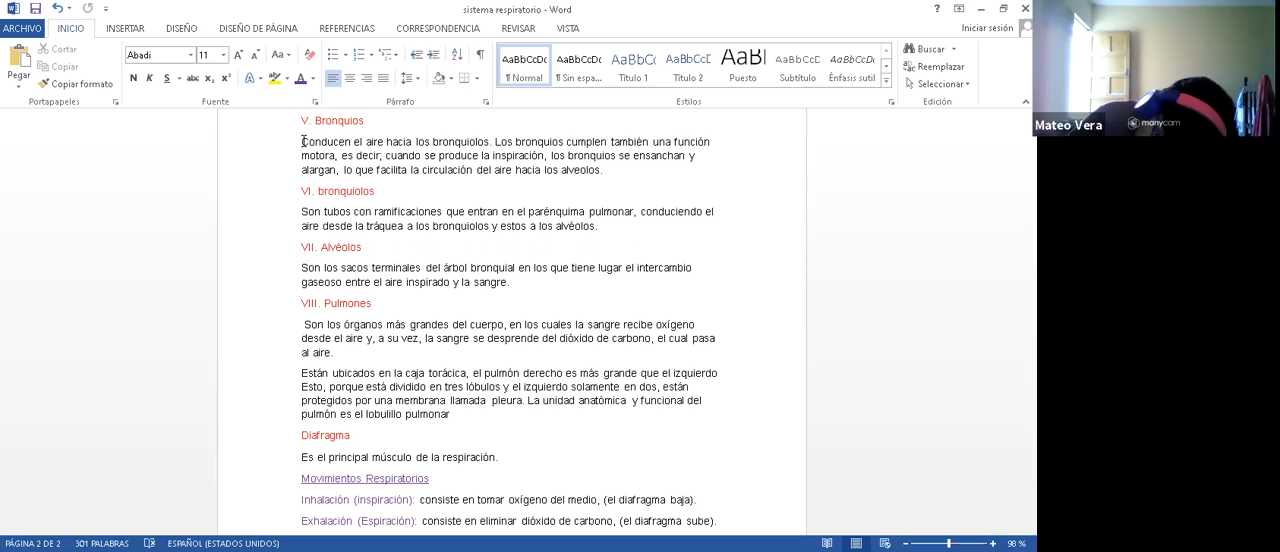 sistema respiratorio - Word
? 
Iniciar sesión
ARCHIVO INICIO INSERTAR DISEÑO DISEÑO DE PÁGINA REFERENCIAS CORRESPONDENCIA REVISAR VISTA
Pegar
Cortar
Copiar
Copiar formato
Portapapeles
Abadi 11 A A Aa
N K S abc x₂ x² A A
Fuente
Párrafo
AaBbCcDc AaBbCcDc AaBbCc AaBbCc AaBl AaBbCcDc AaBbCcDc
¶ Normal ¶ Sin espa... Título 1 Título 2 Puesto Subtítulo Énfasis sutil
Estilos
Buscar
Reemplazar
Seleccionar
Edición
V. Bronquios
Conducen el aire hacia los bronquiolos. Los bronquios cumplen también una función
motora, es decir; cuando se produce la inspiración, los bronquios se ensanchan y
alargan, lo que facilita la circulación del aire hacia los alveolos.
VI. bronquiolos
Son tubos con ramificaciones que entran en el parénquima pulmonar, conduciendo el
aire desde la tráquea a los bronquiolos y estos a los alvéolos.
VII. Alvéolos
Son los sacos terminales del árbol bronquial en los que tiene lugar el intercambio
gaseoso entre el aire inspirado y la sangre.
VIII. Pulmones
Son los órganos más grandes del cuerpo, en los cuales la sangre recibe oxígeno
desde el aire y, a su vez, la sangre se desprende del dióxido de carbono, el cual pasa
al aire.
Están ubicados en la caja torácica, el pulmón derecho es más grande que el izquierdo
Esto, porque está dividido en tres lóbulos y el izquierdo solamente en dos, están
protegidos por una membrana llamada pleura. La unidad anatómica y funcional del
pulmón es el lobulillo pulmonar
Diafragma
Es el principal músculo de la respiración.
Movimientos Respiratorios
Inhalación (inspiración): consiste en tomar oxígeno del medio, (el diafragma baja).
Exhalación (Espiración): consiste en eliminar dióxido de carbono, (el diafragma sube).
PÁGINA 2 DE 2 301 PALABRAS ESPAÑOL (ESTADOS UNIDOS) 98 %
Mateo Vera
manycam